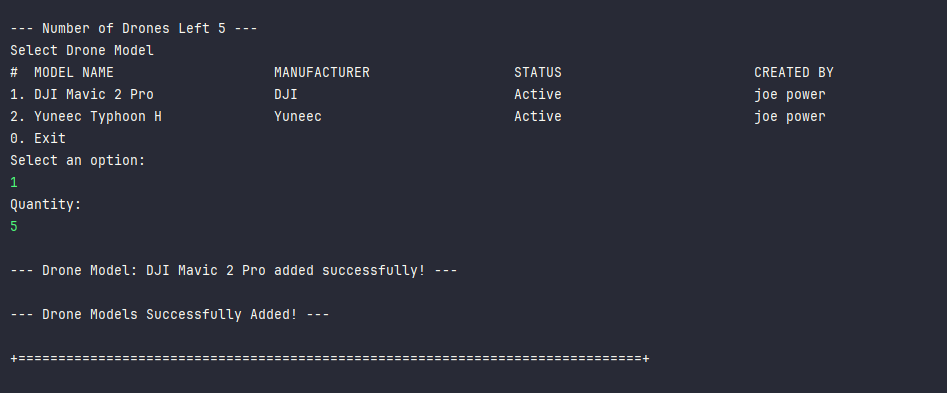 --- Number of Drones Left 5 ---
Select Drone Model
#  MODEL NAME                    MANUFACTURER                  STATUS                        CREATED BY
1. DJI Mavic 2 Pro               DJI                           Active                        joe power
2. Yuneec Typhoon H              Yuneec                        Active                        joe power
0. Exit
Select an option:
1
Quantity:
5
--- Drone Model: DJI Mavic 2 Pro added successfully! ---
--- Drone Models Successfully Added! ---
+==============================================================================+